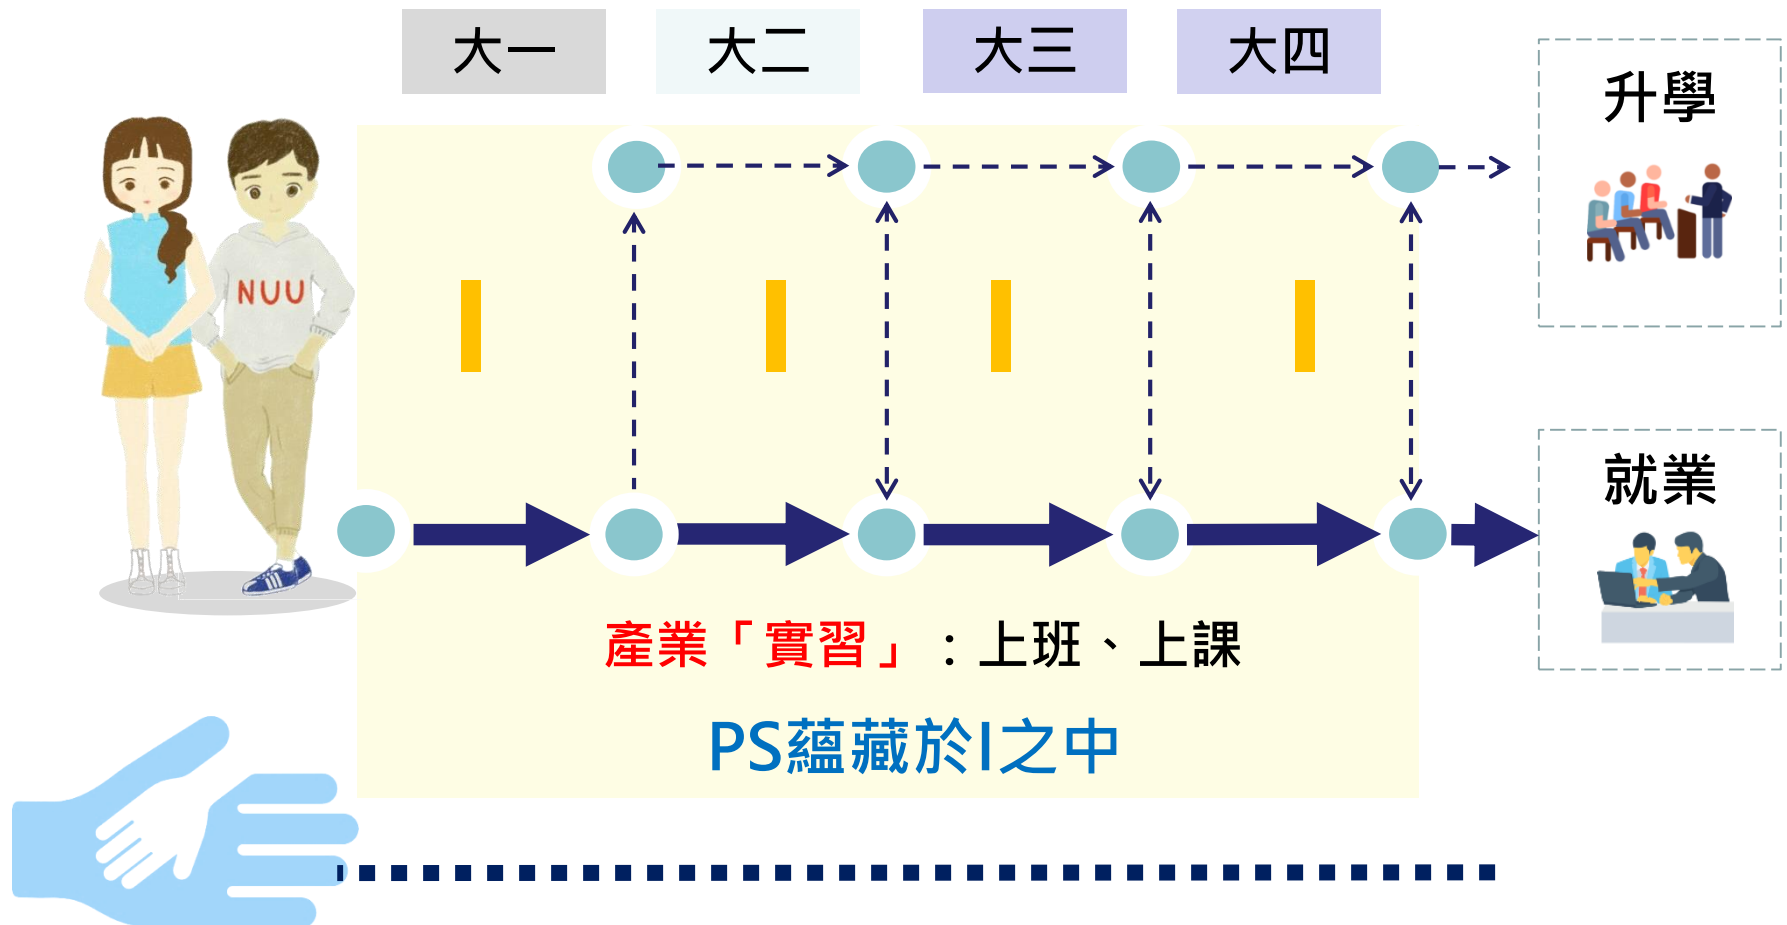 大一
大二
大三
大四
升學
NUU
I
I
I
I
就業
產業「實習」：上班、上課
PS蘊藏於I之中